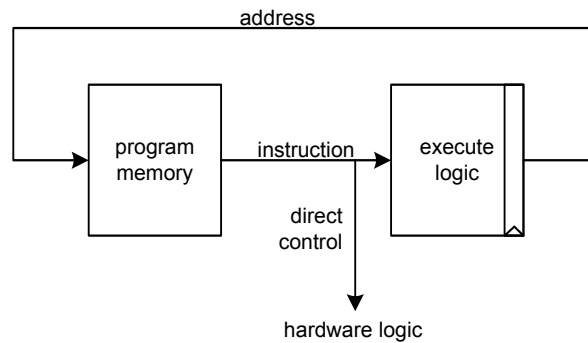 address
program
memory
instruction
execute
logic
direct
control
hardware logic